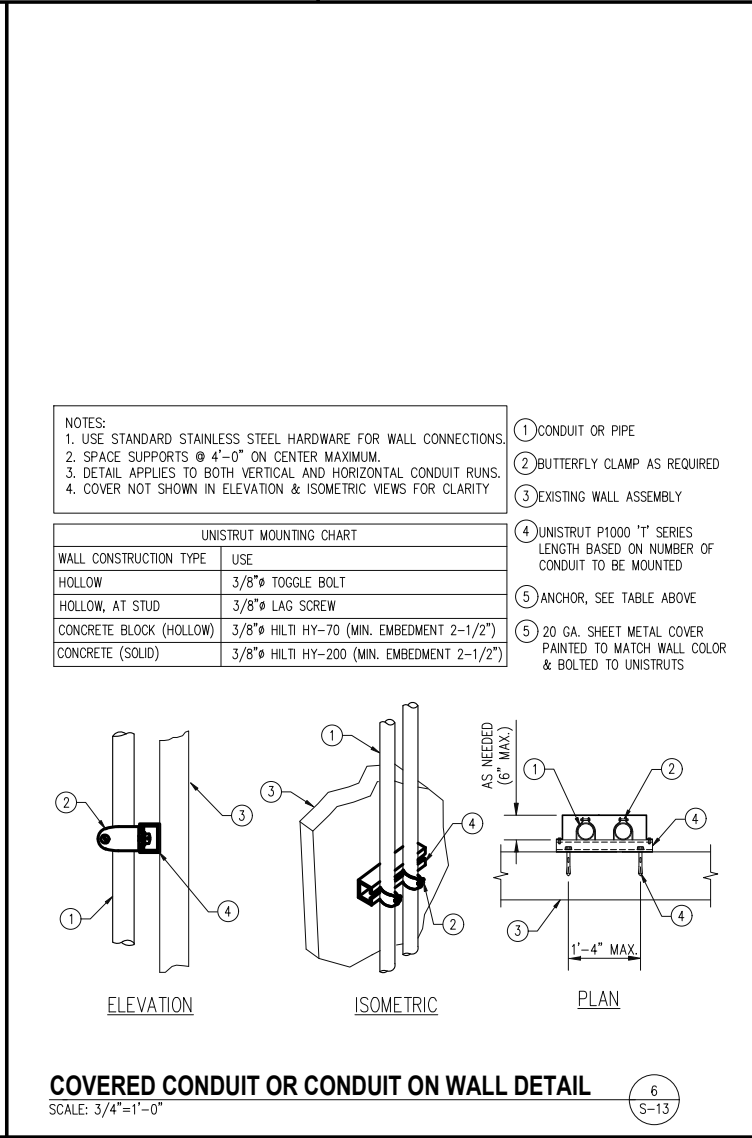 NOTES:
1. USE STANDARD STAINLESS STEEL HARDWARE FOR WALL CONNECTIONS.
2. SPACE SUPPORTS @ 4'-0" ON CENTER MAXIMUM.
3. DETAIL APPLIES TO BOTH VERTICAL AND HORIZONTAL CONDUIT RUNS.
4. COVER NOT SHOWN IN ELEVATION & ISOMETRIC VIEWS FOR CLARITY
UNISTRUT MOUNTING CHART
WALL CONSTRUCTION TYPE USE
HOLLOW 3/8"ø TOGGLE BOLT
HOLLOW, AT STUD 3/8"ø LAG SCREW
CONCRETE BLOCK (HOLLOW) 3/8"ø HILTI HY-70 (MIN. EMBEDMENT 2-1/2")
CONCRETE (SOLID) 3/8"ø HILTI HY-200 (MIN. EMBEDMENT 2-1/2")
1 CONDUIT OR PIPE
2 BUTTERFLY CLAMP AS REQUIRED
3 EXISTING WALL ASSEMBLY
4 UNISTRUT P1000 'T' SERIES
LENGTH BASED ON NUMBER OF
CONDUIT TO BE MOUNTED
5 ANCHOR, SEE TABLE ABOVE
5 20 GA. SHEET METAL COVER
PAINTED TO MATCH WALL COLOR
& BOLTED TO UNISTRUTS
2
3
1
4
ELEVATION
1
3
4
2
ISOMETRIC
AS NEEDED
(6" MAX.)
1
2
4
3
4
1'-4" MAX.
PLAN
COVERED CONDUIT OR CONDUIT ON WALL DETAIL
SCALE: 3/4"=1'-0"
6
S-13